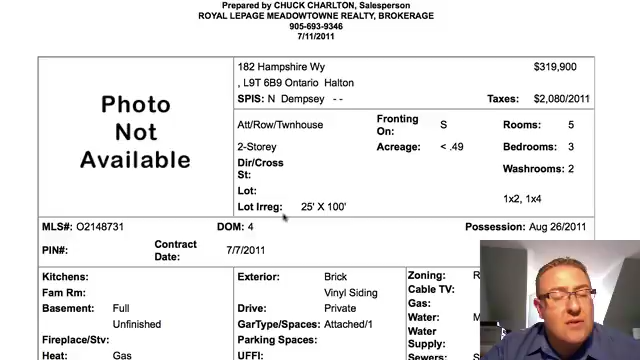 Prepared by CHUCK CHARLTON, Salesperson
ROYAL LEPAGE MEADOWTOWNE REALTY, BROKERAGE
905-693-9346
7/11/2011
Photo
Not
Available
182 Hampshire Wy $319,900
, L9T 6B9 Ontario Halton
SPIS: N Dempsey - - Taxes: $2,080/2011
Att/Row/Twnhouse Fronting On: S Rooms: 5
2-Storey Acreage: < .49 Bedrooms: 3
Dir/Cross St: Washrooms: 2
Lot: 1x2, 1x4
Lot Irreg: 25' X 100'
MLS#: O2148731 DOM: 4 Possession: Aug 26/2011
PIN#: Contract Date: 7/7/2011
Kitchens: Exterior: Brick Zoning:
Fam Rm: Vinyl Siding Cable TV:
Basement: Full Drive: Private Gas:
Unfinished GarType/Spaces: Attached/1 Water:
Fireplace/Stv: Parking Spaces: Water Supply:
Heat: Gas UFFI: Sewers: